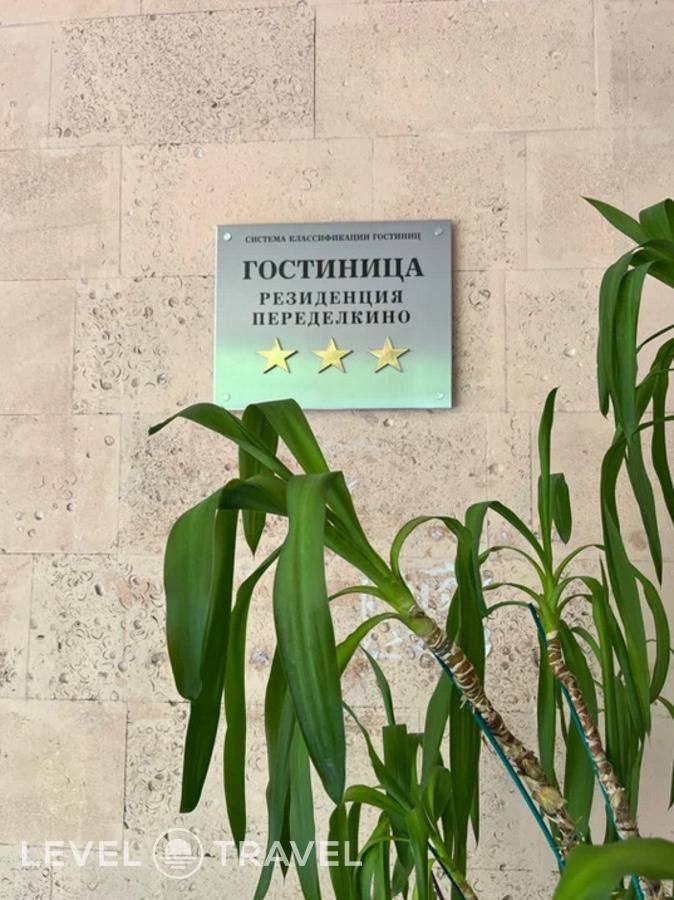 СИСТЕМА КЛАССИФИКАЦИИ ГОСТИНИЦ
ГОСТИНИЦА
РЕЗИДЕНЦИЯ
ПЕРЕДЕЛКИНО
LEVEL TRAVEL